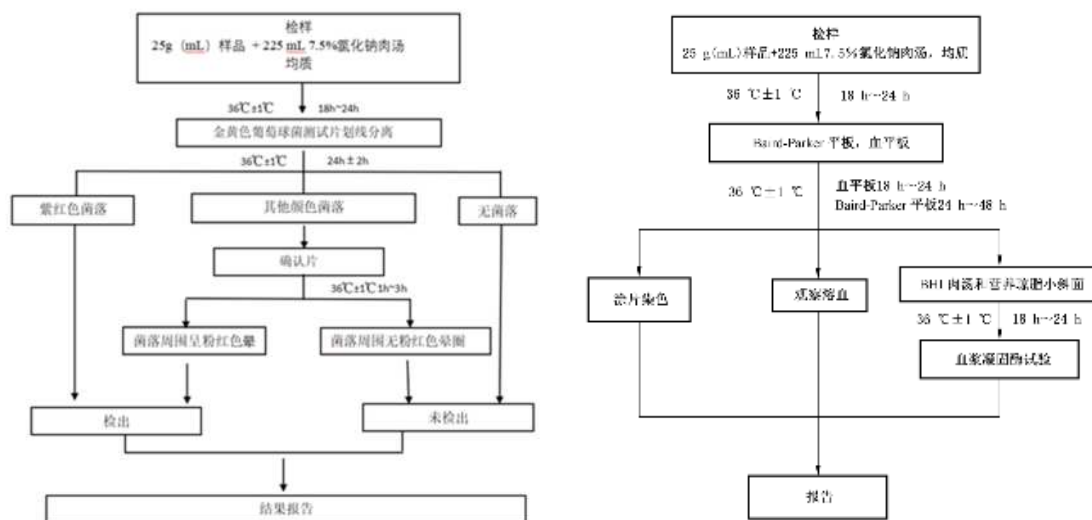 检样
25g（mL）样品 + 225 mL 7.5%氯化钠肉汤
均质
36℃±1℃ 18h~24h
金黄色葡萄球菌测试片划线分离
36℃±1℃ 24h±2h
紫红色菌落
其他颜色菌落
无菌落
确认片
36℃±1℃ 1h~3h
菌落周围呈粉红色晕
菌落周围无粉红色晕圈
检出
未检出
结果报告
检样
25 g(mL)样品+225 mL7.5%氯化钠肉汤，均质
36 ℃±1 ℃ 18 h~24 h
Baird-Parker 平板，血平板
36 ℃±1 ℃
血平板18 h~24 h
Baird-Parker 平板24 h~48 h
涂片染色
观察溶血
BHI 肉汤和营养琼脂小斜面
36 ℃±1 ℃ 18 h~24 h
血浆凝固酶试验
报告